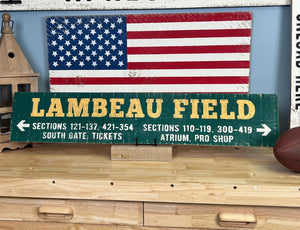 LAMBEAU FIELD
← SECTIONS 121-137, 421-354 SECTIONS 110-119, 300-419 →
SOUTH GATE, TICKETS ATRIUM, PRO SHOP